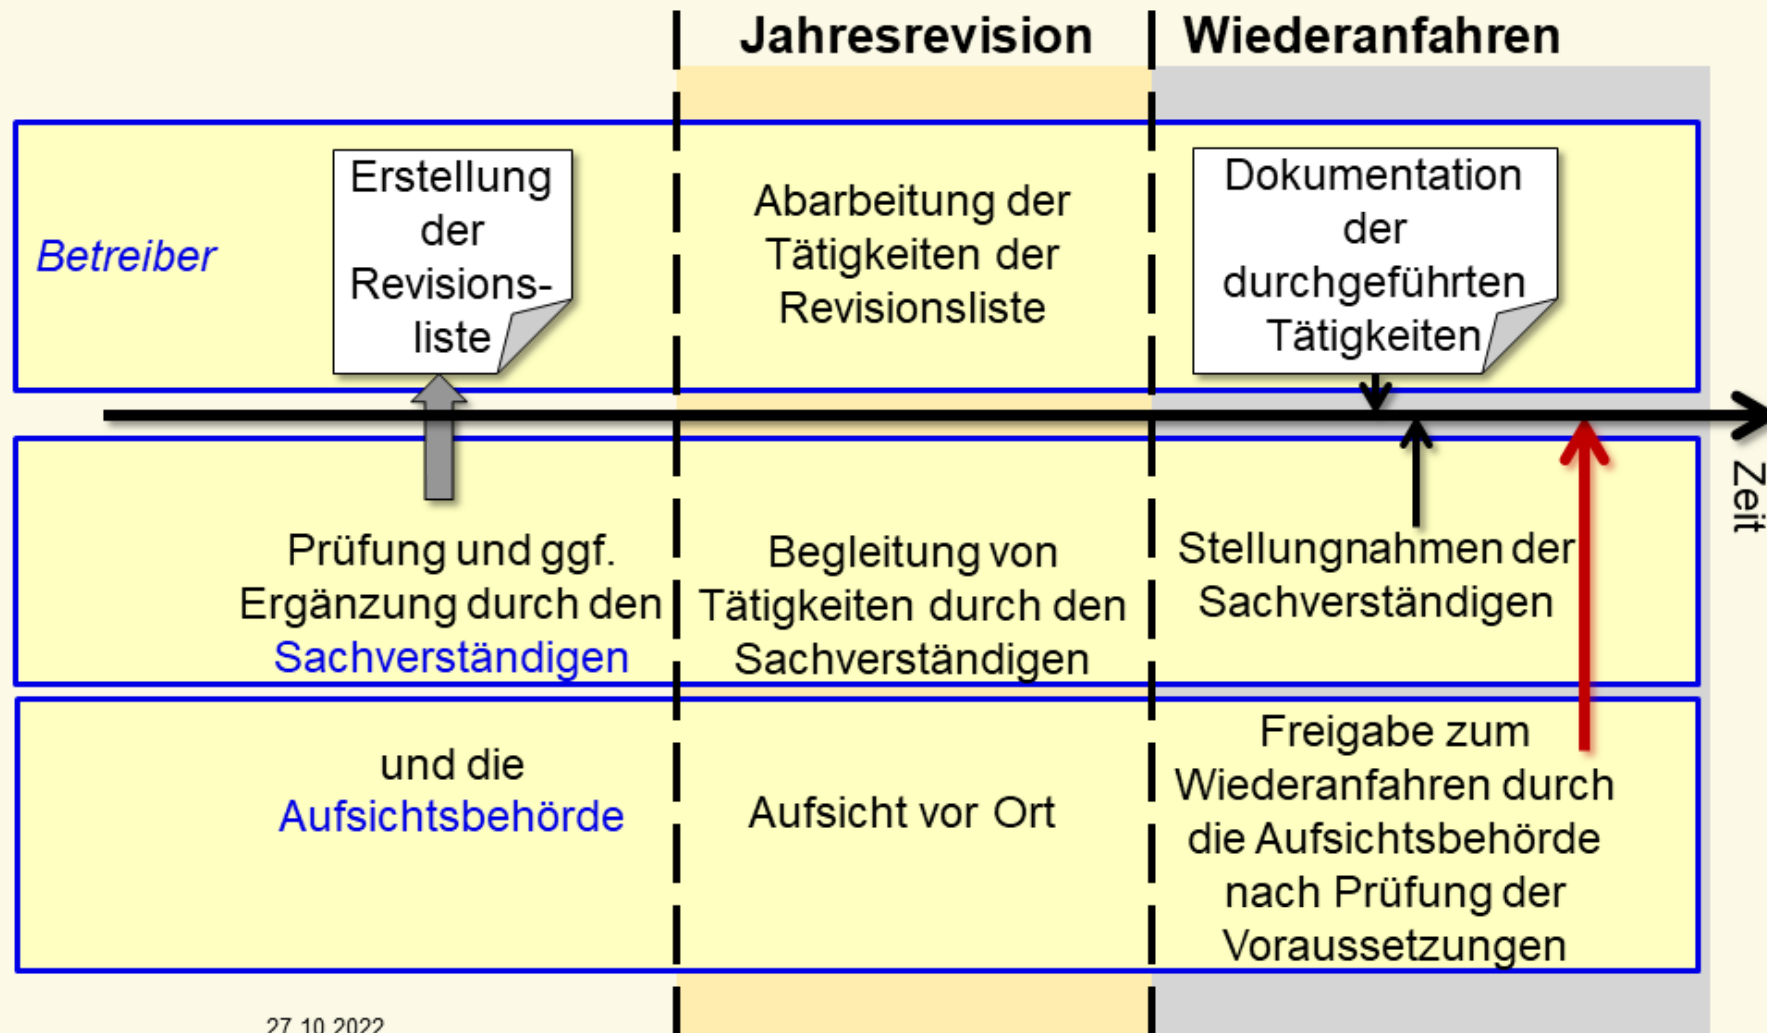 Jahresrevision
Wiederanfahren
Betreiber
Erstellung
der
Revisions-
liste
Abarbeitung der
Tätigkeiten der
Revisionsliste
Dokumentation
der
durchgeführten
Tätigkeiten
Zeit
Prüfung und ggf.
Ergänzung durch den
Sachverständigen
Begleitung von
Tätigkeiten durch den
Sachverständigen
Stellungnahmen der
Sachverständigen
und die
Aufsichtsbehörde
Aufsicht vor Ort
Freigabe zum
Wiederanfahren durch
die Aufsichtsbehörde
nach Prüfung der
Voraussetzungen
27.10.2022